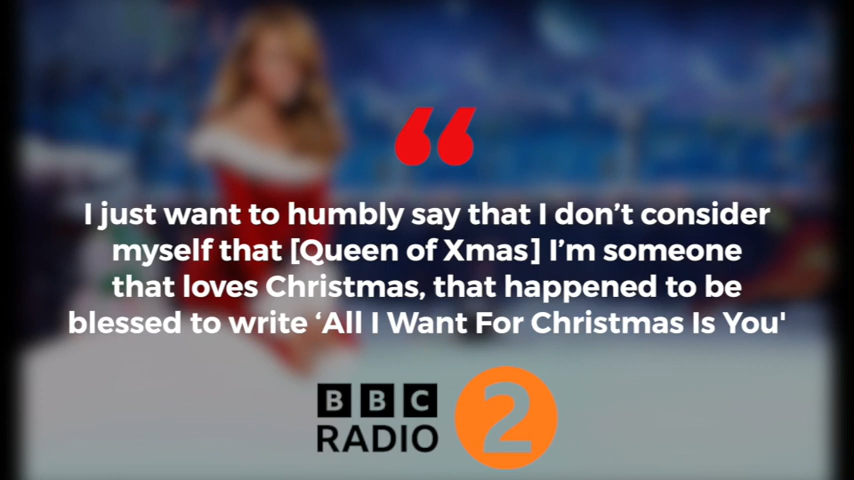 “
I just want to humbly say that I don’t consider
myself that [Queen of Xmas] I’m someone
that loves Christmas, that happened to be
blessed to write ‘All I Want For Christmas Is You'
BBC
RADIO 2